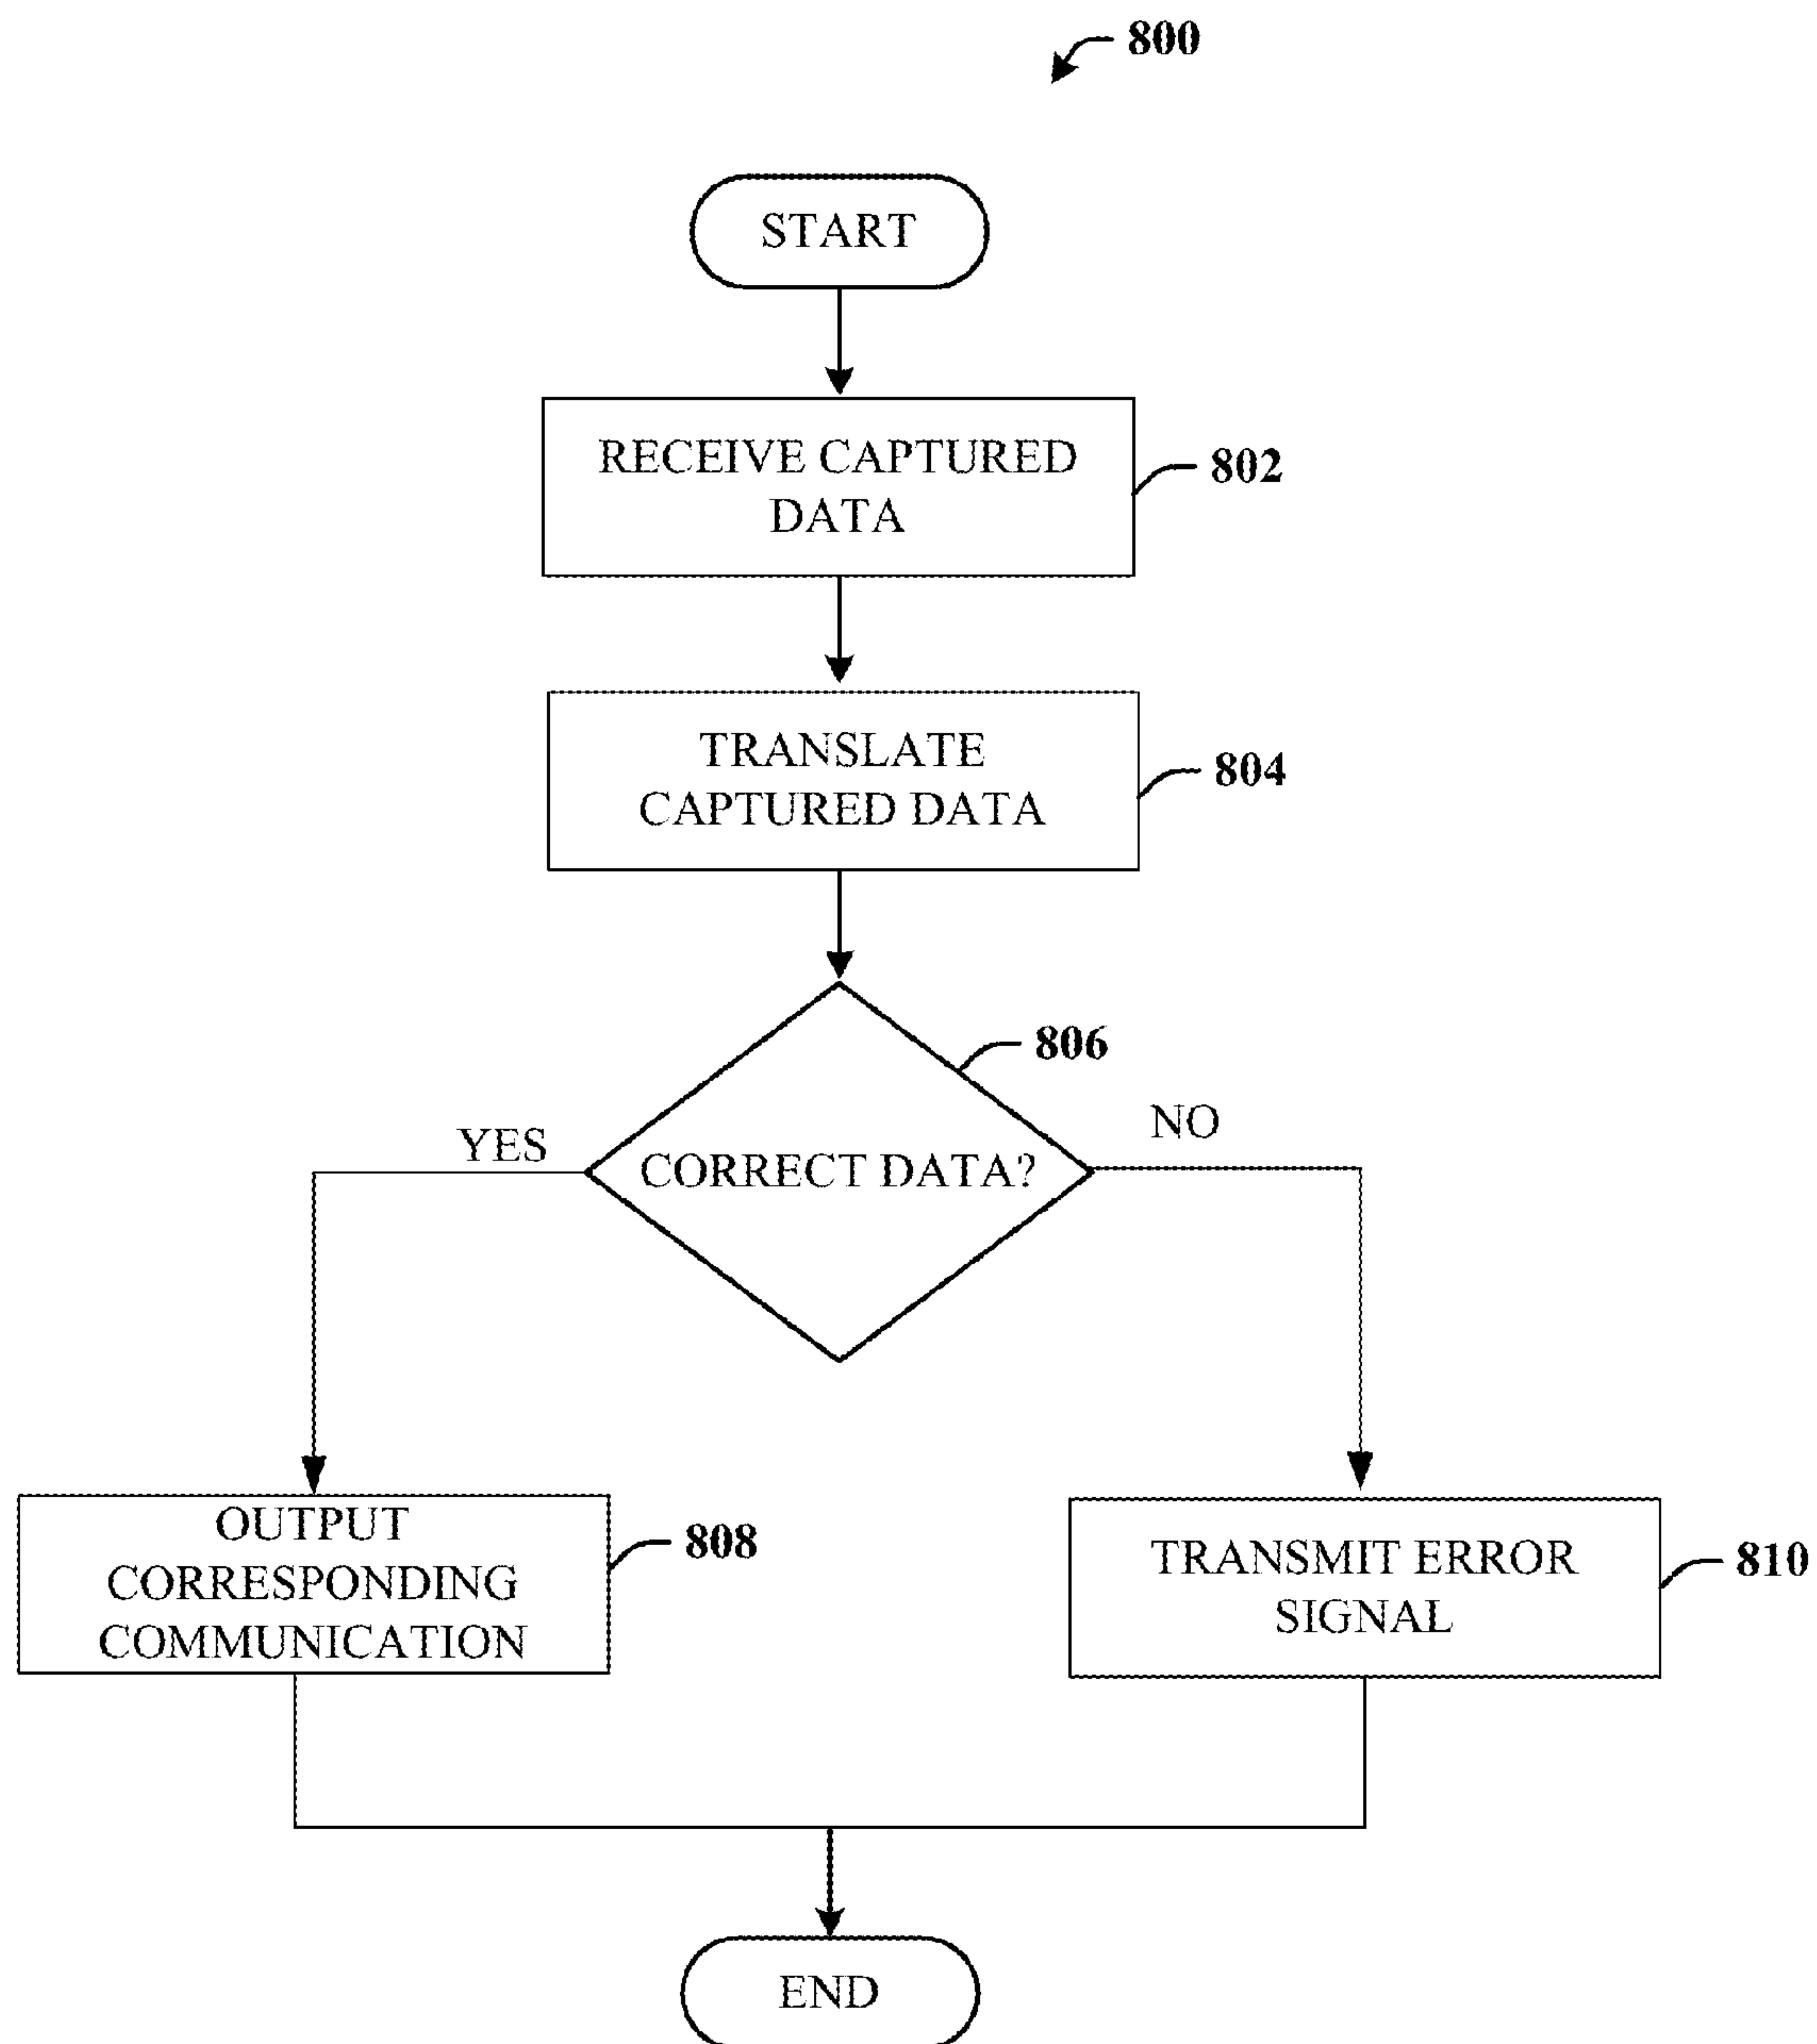 800
START
RECEIVE CAPTURED
DATA
802
TRANSLATE
CAPTURED DATA
804
806
YES
CORRECT DATA?
NO
OUTPUT
CORRESPONDING
COMMUNICATION
808
TRANSMIT ERROR
SIGNAL
810
END